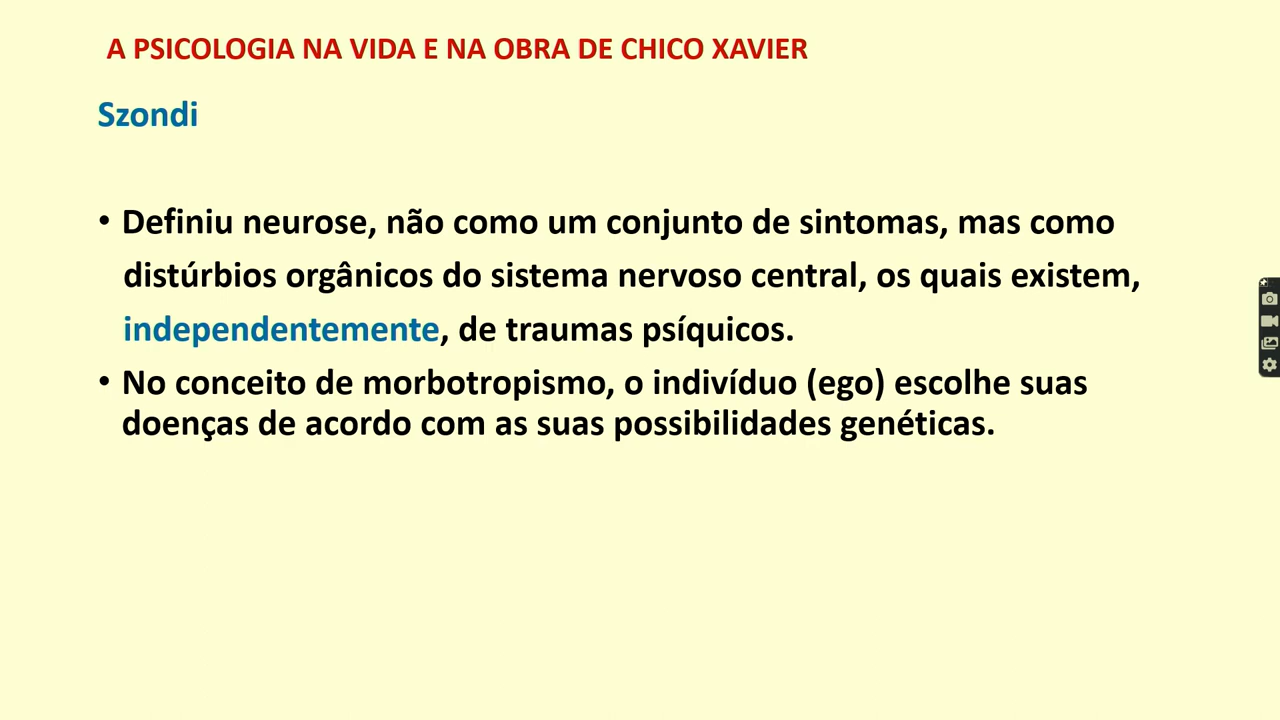 A PSICOLOGIA NA VIDA E NA OBRA DE CHICO XAVIER
Szondi
• Definiu neurose, não como um conjunto de sintomas, mas como
distúrbios orgânicos do sistema nervoso central, os quais existem,
independentemente, de traumas psíquicos.
• No conceito de morbotropismo, o indivíduo (ego) escolhe suas
doenças de acordo com as suas possibilidades genéticas.